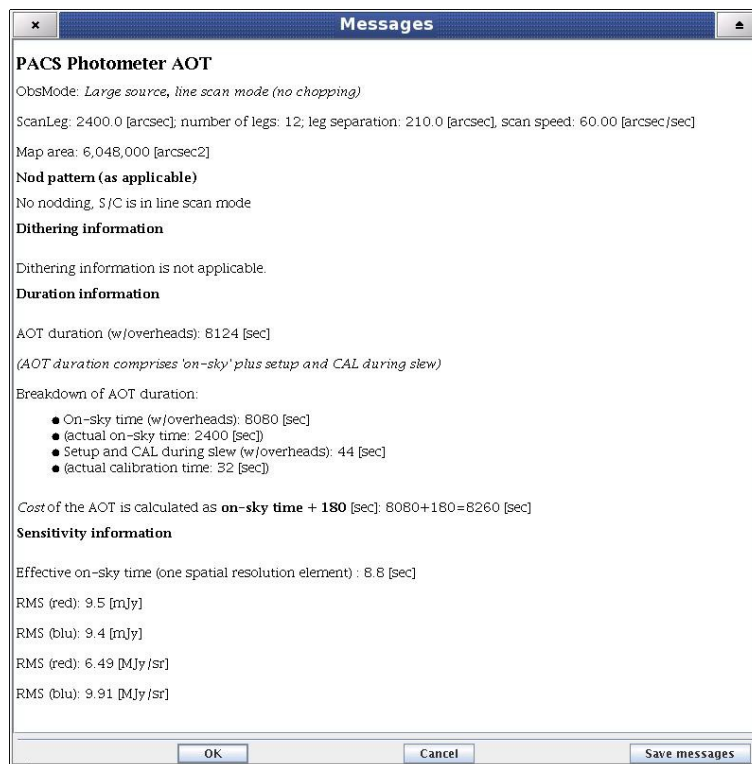 Messages
PACS Photometer AOT
ObsMode: Large source, line scan mode (no chopping)
ScanLeg: 2400.0 [arcsec]; number of legs: 12; leg separation: 210.0 [arcsec], scan speed: 60.00 [arcsec/sec]
Map area: 6,048,000 [arcsec2]
Nod pattern (as applicable)
No nodding, S/C is in line scan mode
Dithering information
Dithering information is not applicable.
Duration information
AOT duration (w/overheads): 8124 [sec]
(AOT duration comprises 'on-sky' plus setup and CAL during slew)
Breakdown of AOT duration:
● On-sky time (w/overheads): 8080 [sec]
● (actual on-sky time: 2400 [sec])
● Setup and CAL during slew (w/overheads): 44 [sec]
● (actual calibration time: 32 [sec])
Cost of the AOT is calculated as on-sky time + 180 [sec]: 8080+180=8260 [sec]
Sensitivity information
Effective on-sky time (one spatial resolution element) : 8.8 [sec]
RMS (red): 9.5 [mJy]
RMS (blu): 9.4 [mJy]
RMS (red): 6.49 [MJy/sr]
RMS (blu): 9.91 [MJy/sr]
OK Cancel Save messages